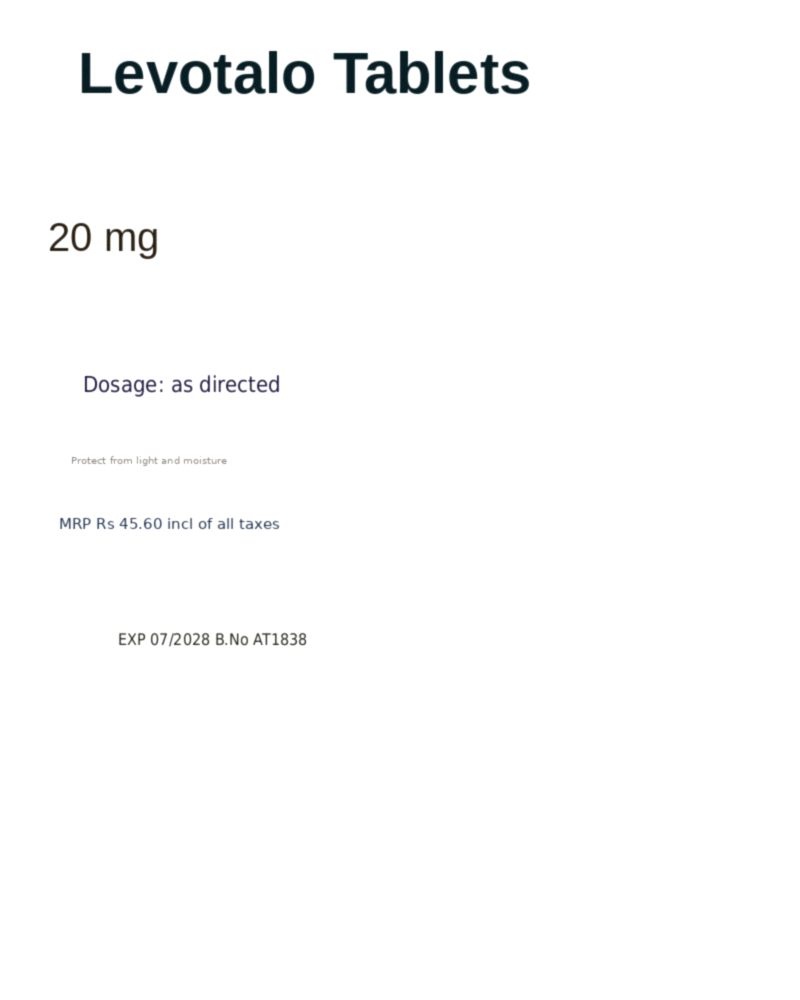 Levotalo Tablets
20 mg
Dosage: as directed
Protect from light and moisture
MRP Rs 45.60 incl of all taxes
EXP 07/2028 B.No AT1838